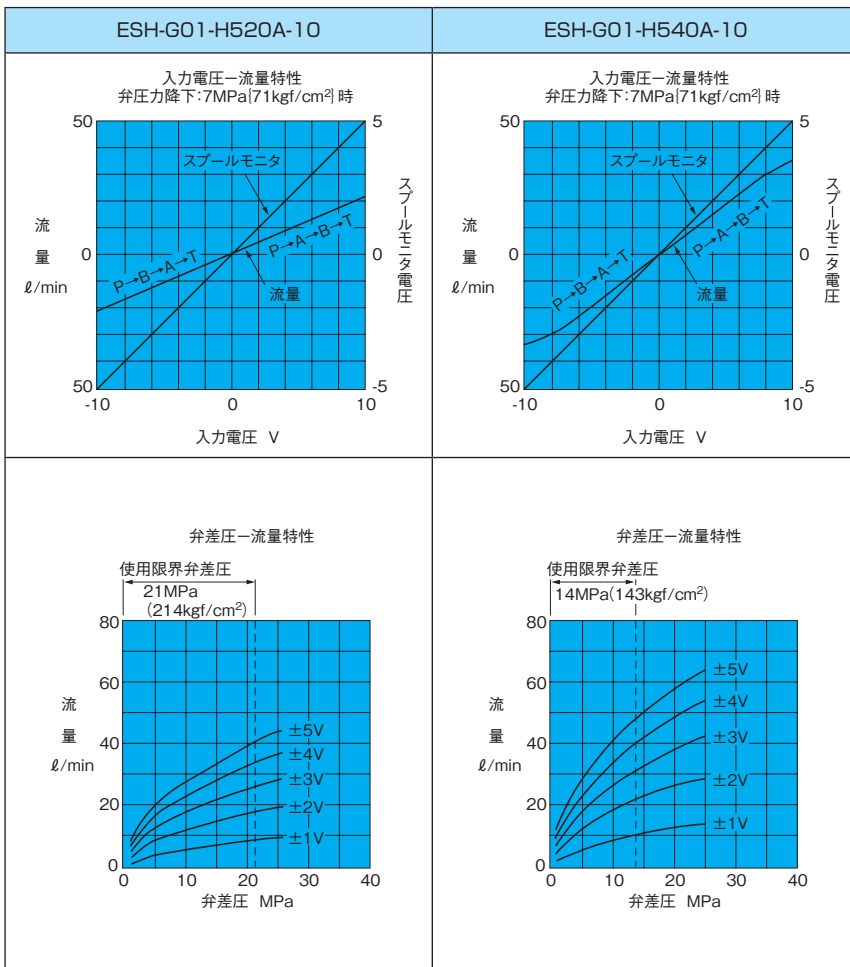 ESH-G01-H520A-10
ESH-G01-H540A-10
入力電圧－流量特性
弁圧力降下:7MPa{71kgf/cm²}時
50
5
スプールモニタ
流
量
ℓ/min
0
0
スプールモニタ電圧
P→B→A→T
P→A→B→T
流量
50
-5
-10
0
10
入力電圧 V
入力電圧－流量特性
弁圧力降下:7MPa{71kgf/cm²}時
50
5
スプールモニタ
流
量
ℓ/min
0
0
スプールモニタ電圧
P→B→A→T
P→A→B→T
流量
50
-5
-10
0
10
入力電圧 V
弁差圧－流量特性
使用限界弁差圧
21MPa
(214kgf/cm²)
80
60
流
量
ℓ/min
40
20
0
±5V
±4V
±3V
±2V
±1V
0
10
20
30
40
弁差圧 MPa
弁差圧－流量特性
使用限界弁差圧
14MPa(143kgf/cm²)
80
60
流
量
ℓ/min
40
20
0
±5V
±4V
±3V
±2V
±1V
0
10
20
30
40
弁差圧 MPa